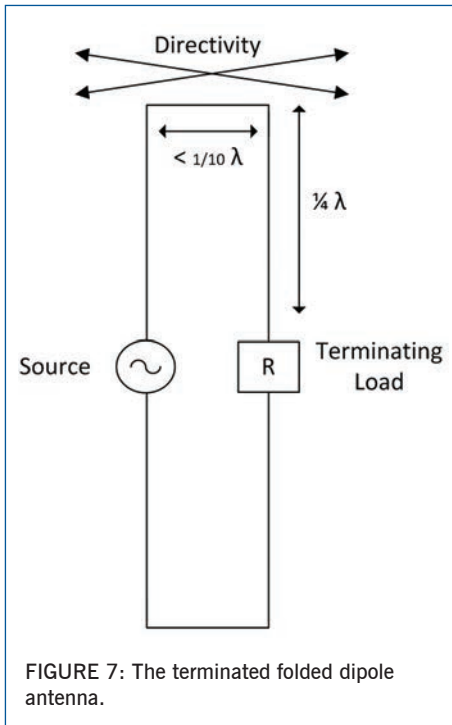 Directivity
< 1/10 λ
¼ λ
Source
R
Terminating
Load
FIGURE 7: The terminated folded dipole
antenna.